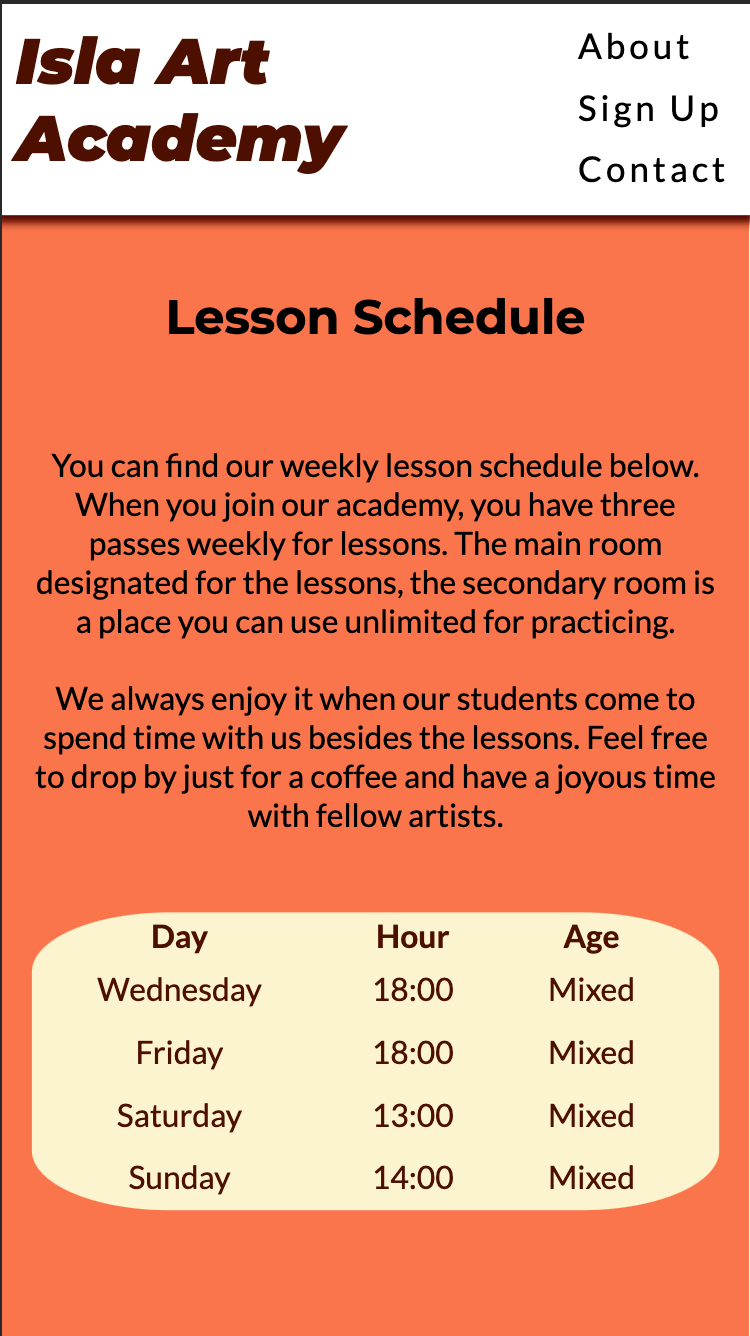 Isla Art
Academy
About
Sign Up
Contact
Lesson Schedule
You can find our weekly lesson schedule below.
When you join our academy, you have three
passes weekly for lessons. The main room
designated for the lessons, the secondary room is
a place you can use unlimited for practicing.
We always enjoy it when our students come to
spend time with us besides the lessons. Feel free
to drop by just for a coffee and have a joyous time
with fellow artists.
Day Hour Age
Wednesday 18:00 Mixed
Friday 18:00 Mixed
Saturday 13:00 Mixed
Sunday 14:00 Mixed